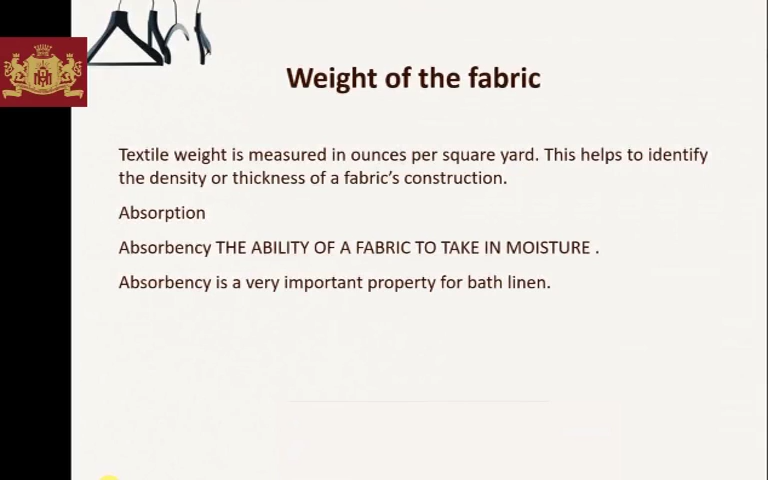 Weight of the fabric
Textile weight is measured in ounces per square yard. This helps to identify
the density or thickness of a fabric's construction.
Absorption
Absorbency THE ABILITY OF A FABRIC TO TAKE IN MOISTURE .
Absorbency is a very important property for bath linen.